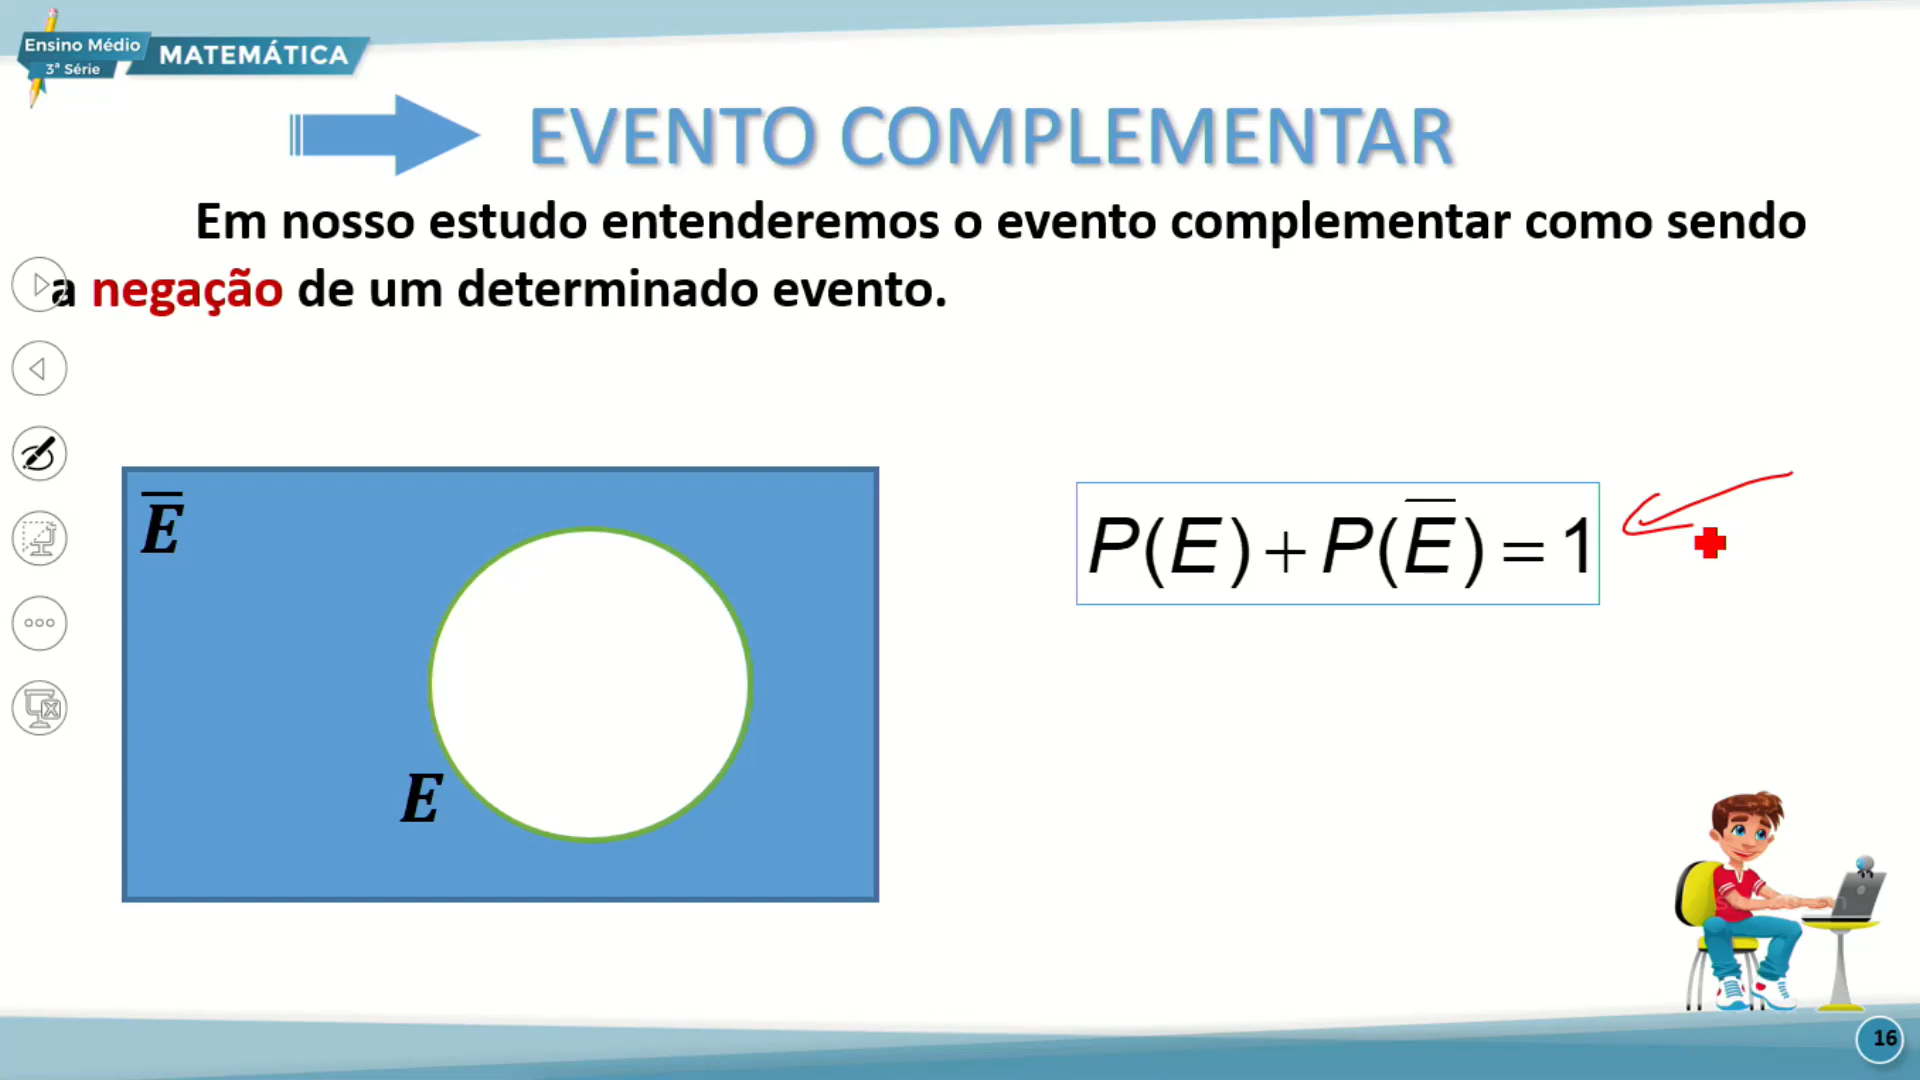 Ensino Médio
3ª Série
MATEMÁTICA
EVENTO COMPLEMENTAR
Em nosso estudo entenderemos o evento complementar como sendo
a negação de um determinado evento.
E̅
P(E)+P(E̅)=1
E
16